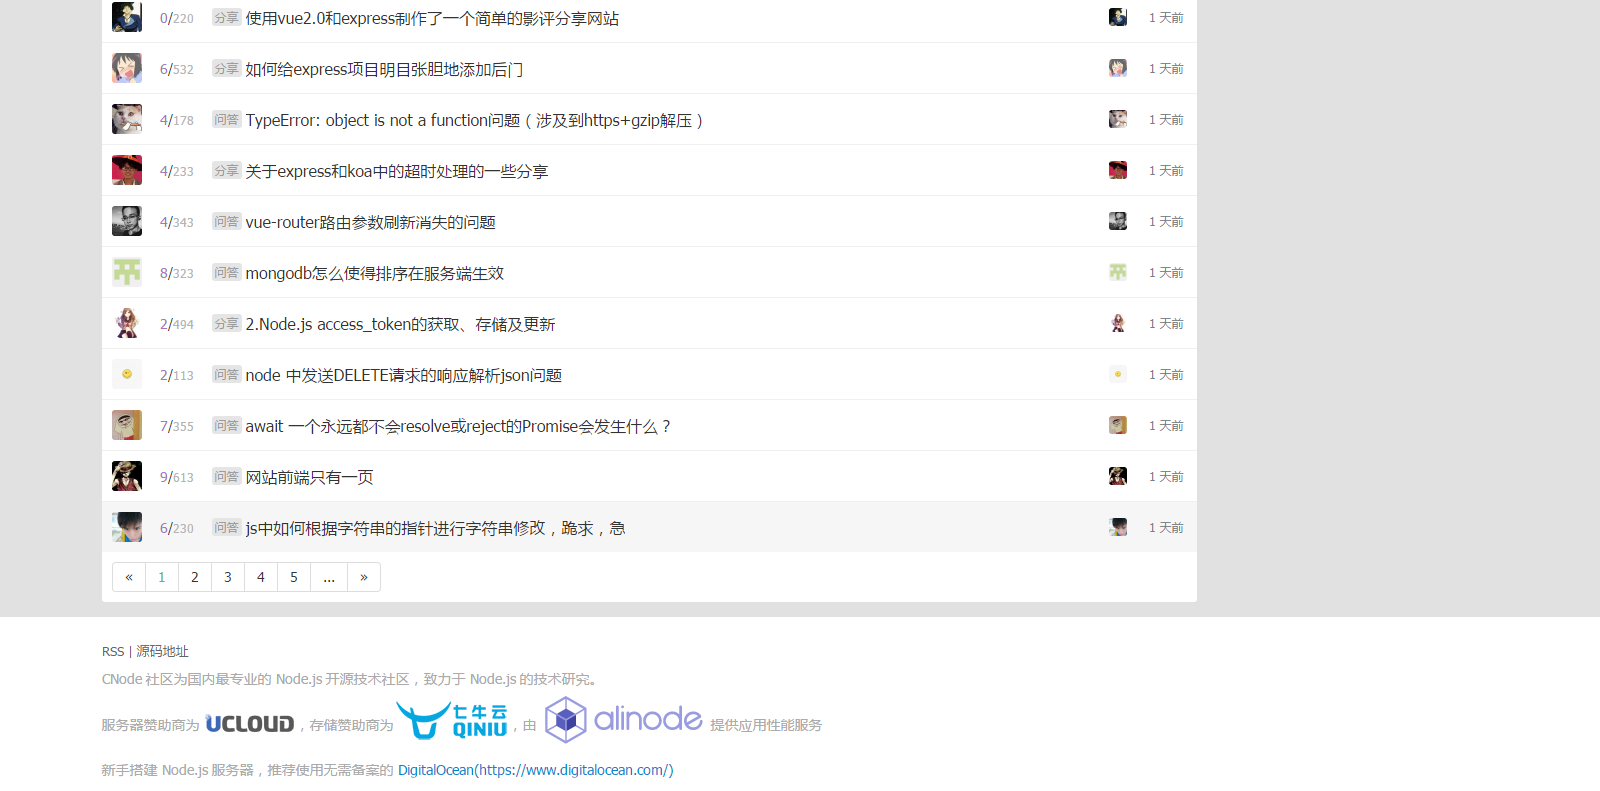 0/220 分享 使用vue2.0和express制作了一个简单的影评分享网站 1 天前
6/532 分享 如何给express项目明目张胆地添加后门 1 天前
4/178 问答 TypeError: object is not a function问题（涉及到https+gzip解压） 1 天前
4/233 分享 关于express和koa中的超时处理的一些分享 1 天前
4/343 问答 vue-router路由参数刷新消失的问题 1 天前
8/323 问答 mongodb怎么使得排序在服务端生效 1 天前
2/494 分享 2.Node.js access_token的获取、存储及更新 1 天前
2/113 问答 node 中发送DELETE请求的响应解析json问题 1 天前
7/355 问答 await 一个永远都不会resolve或reject的Promise会发生什么？ 1 天前
9/613 问答 网站前端只有一页 1 天前
6/230 问答 js中如何根据字符串的指针进行字符串修改，跪求，急 1 天前
« 1 2 3 4 5 ... »
RSS | 源码地址
CNode 社区为国内最专业的 Node.js 开源技术社区，致力于 Node.js 的技术研究。
服务器赞助商为 UCLOUD ，存储赞助商为 七牛云 QINIU ，由 alinode 提供应用性能服务
新手搭建 Node.js 服务器，推荐使用无需备案的 DigitalOcean(https://www.digitalocean.com/)